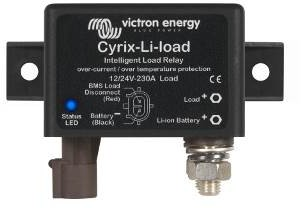 victron energy
BLUE POWER
Cyrix-Li-load
Intelligent Load Relay
over-current / over temperature protection
12/24V-230A Load
BMS Load
Disconnect
(Red)
Load
Status
LED
Battery
(Black)
Li-ion Battery